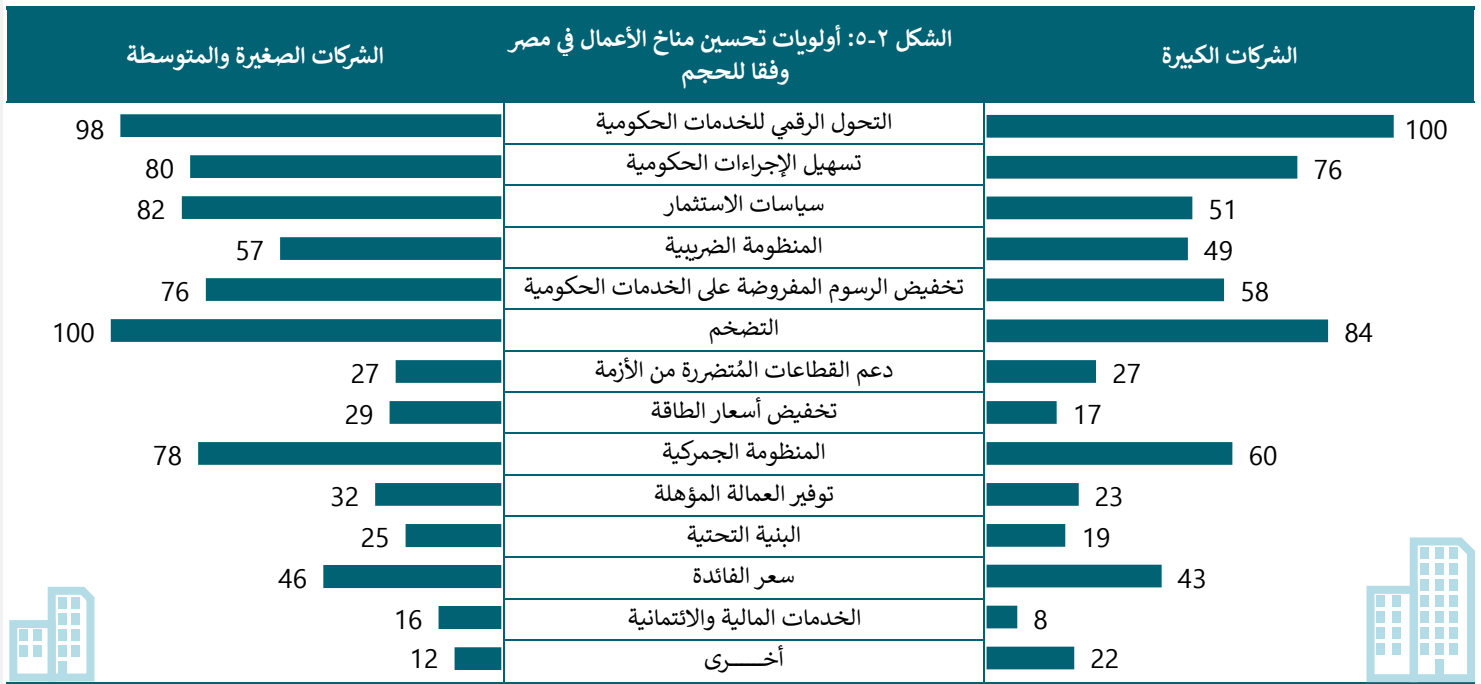 الشركات الكبيرة
الشكل ٢-٥: أولويات تحسين مناخ الأعمال في مصر
وفقا للحجم
الشركات الصغيرة والمتوسطة
100 التحول الرقمي للخدمات الحكومية 98
76 تسهيل الإجراءات الحكومية 80
51 سياسات الاستثمار 82
49 المنظومة الضريبية 57
58 تخفيض الرسوم المفروضة على الخدمات الحكومية 76
84 التضخم 100
27 دعم القطاعات المُتضررة من الأزمة 27
17 تخفيض أسعار الطاقة 29
60 المنظومة الجمركية 78
23 توفير العمالة المؤهلة 32
19 البنية التحتية 25
43 سعر الفائدة 46
8 الخدمات المالية والائتمانية 16
22 أخــــرى 12